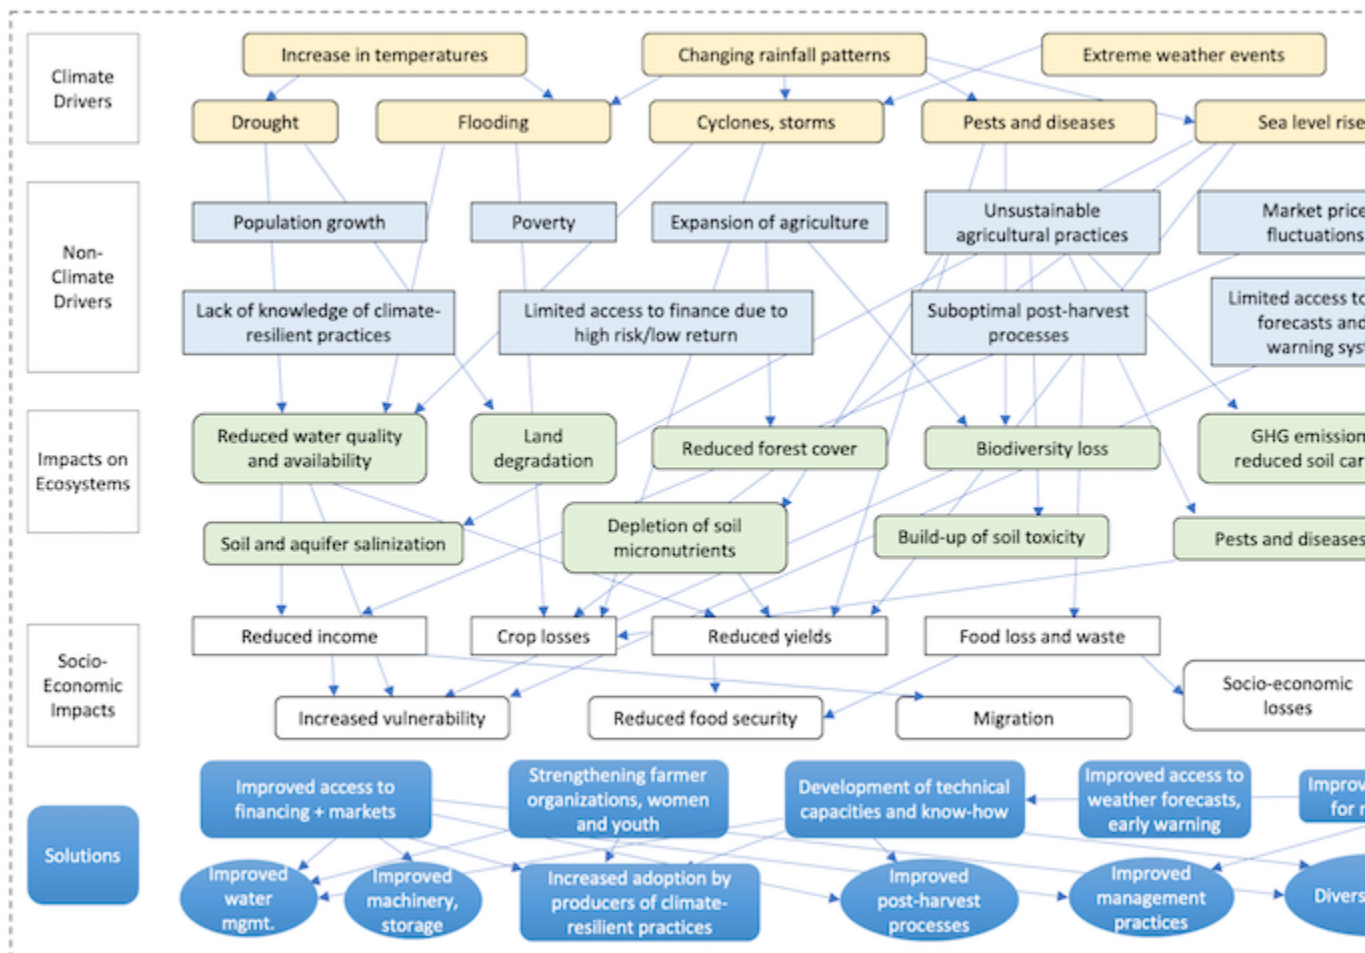 Climate
Drivers
Increase in temperatures
Changing rainfall patterns
Extreme weather events
Drought
Flooding
Cyclones, storms
Pests and diseases
Sea level rise
Non-
Climate
Drivers
Population growth
Poverty
Expansion of agriculture
Unsustainable
agricultural practices
Market price
fluctuations
Lack of knowledge of climate-
resilient practices
Limited access to finance due to
high risk/low return
Suboptimal post-harvest
processes
Limited access to
forecasts and
warning syst
Impacts on
Ecosystems
Reduced water quality
and availability
Land
degradation
Reduced forest cover
Biodiversity loss
GHG emission
reduced soil car
Soil and aquifer salinization
Depletion of soil
micronutrients
Build-up of soil toxicity
Pests and diseases
Socio-
Economic
Impacts
Reduced income
Crop losses
Reduced yields
Food loss and waste
Increased vulnerability
Reduced food security
Migration
Socio-economic
losses
Solutions
Improved access to
financing + markets
Strengthening farmer
organizations, women
and youth
Development of technical
capacities and know-how
Improved access to
weather forecasts,
early warning
Improv
for r
Improved
water
mgmt.
Improved
machinery,
storage
Increased adoption by
producers of climate-
resilient practices
Improved
post-harvest
processes
Improved
management
practices
Divers